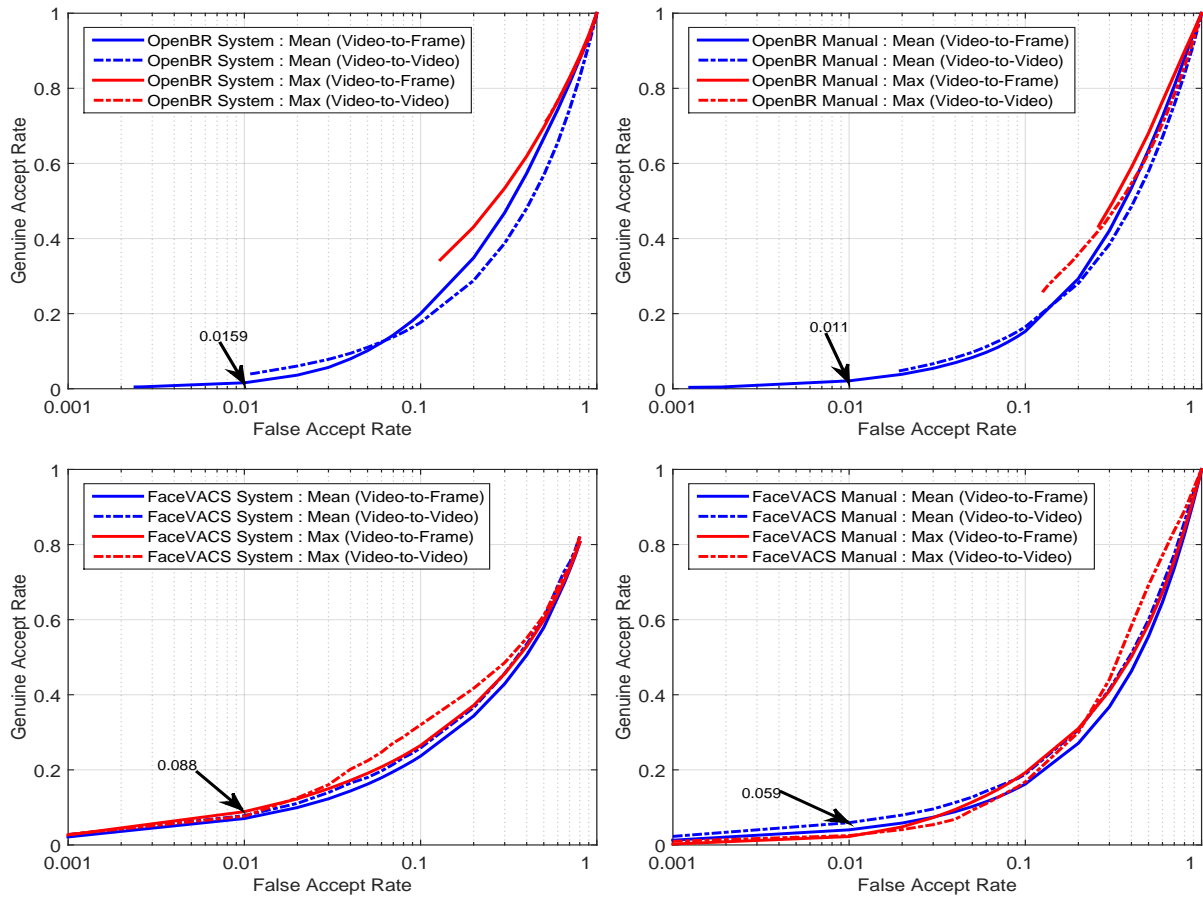 OpenBR System : Mean (Video-to-Frame)
OpenBR System : Mean (Video-to-Video)
OpenBR System : Max (Video-to-Frame)
OpenBR System : Max (Video-to-Video)
Genuine Accept Rate
1
0.8
0.6
0.4
0.2
0
0.0159
0.001
0.01
0.1
1
False Accept Rate
OpenBR Manual : Mean (Video-to-Frame)
OpenBR Manual : Mean (Video-to-Video)
OpenBR Manual : Max (Video-to-Frame)
OpenBR Manual : Max (Video-to-Video)
Genuine Accept Rate
1
0.8
0.6
0.4
0.2
0
0.011
0.001
0.01
0.1
1
False Accept Rate
FaceVACS System : Mean (Video-to-Frame)
FaceVACS System : Mean (Video-to-Video)
FaceVACS System : Max (Video-to-Frame)
FaceVACS System : Max (Video-to-Video)
Genuine Accept Rate
1
0.8
0.6
0.4
0.2
0
0.088
0.001
0.01
0.1
1
False Accept Rate
FaceVACS Manual : Mean (Video-to-Frame)
FaceVACS Manual : Mean (Video-to-Video)
FaceVACS Manual : Max (Video-to-Frame)
FaceVACS Manual : Max (Video-to-Video)
Genuine Accept Rate
1
0.8
0.6
0.4
0.2
0
0.059
0.001
0.01
0.1
1
False Accept Rate